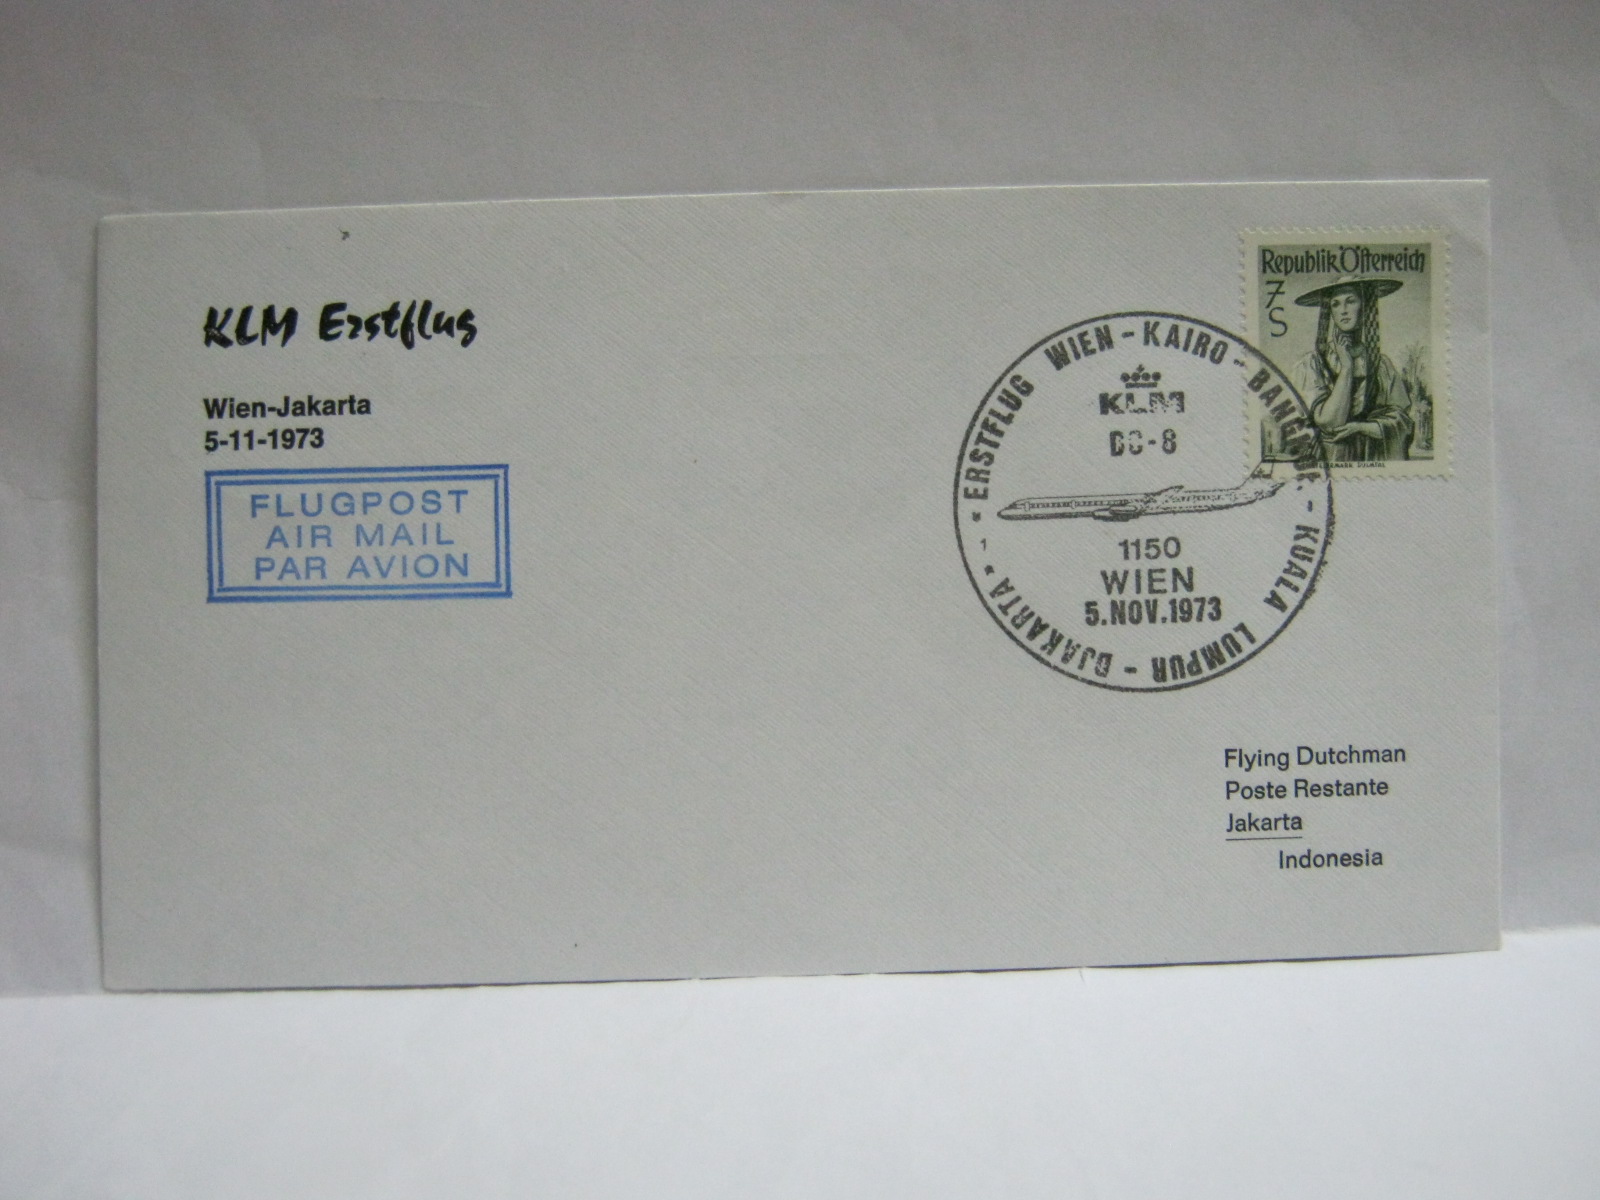 KLM Erstflug
Wien-Jakarta
5-11-1973
FLUGPOST
AIR MAIL
PAR AVION
Republik Österreich
7
S
ERSTFLUG WIEN - KAIRO - BANGKOK - KUALA LUMPUR - DJAKARTA
KLM
DC-8
1150
WIEN
5.NOV.1973
1
Flying Dutchman
Poste Restante
Jakarta
Indonesia